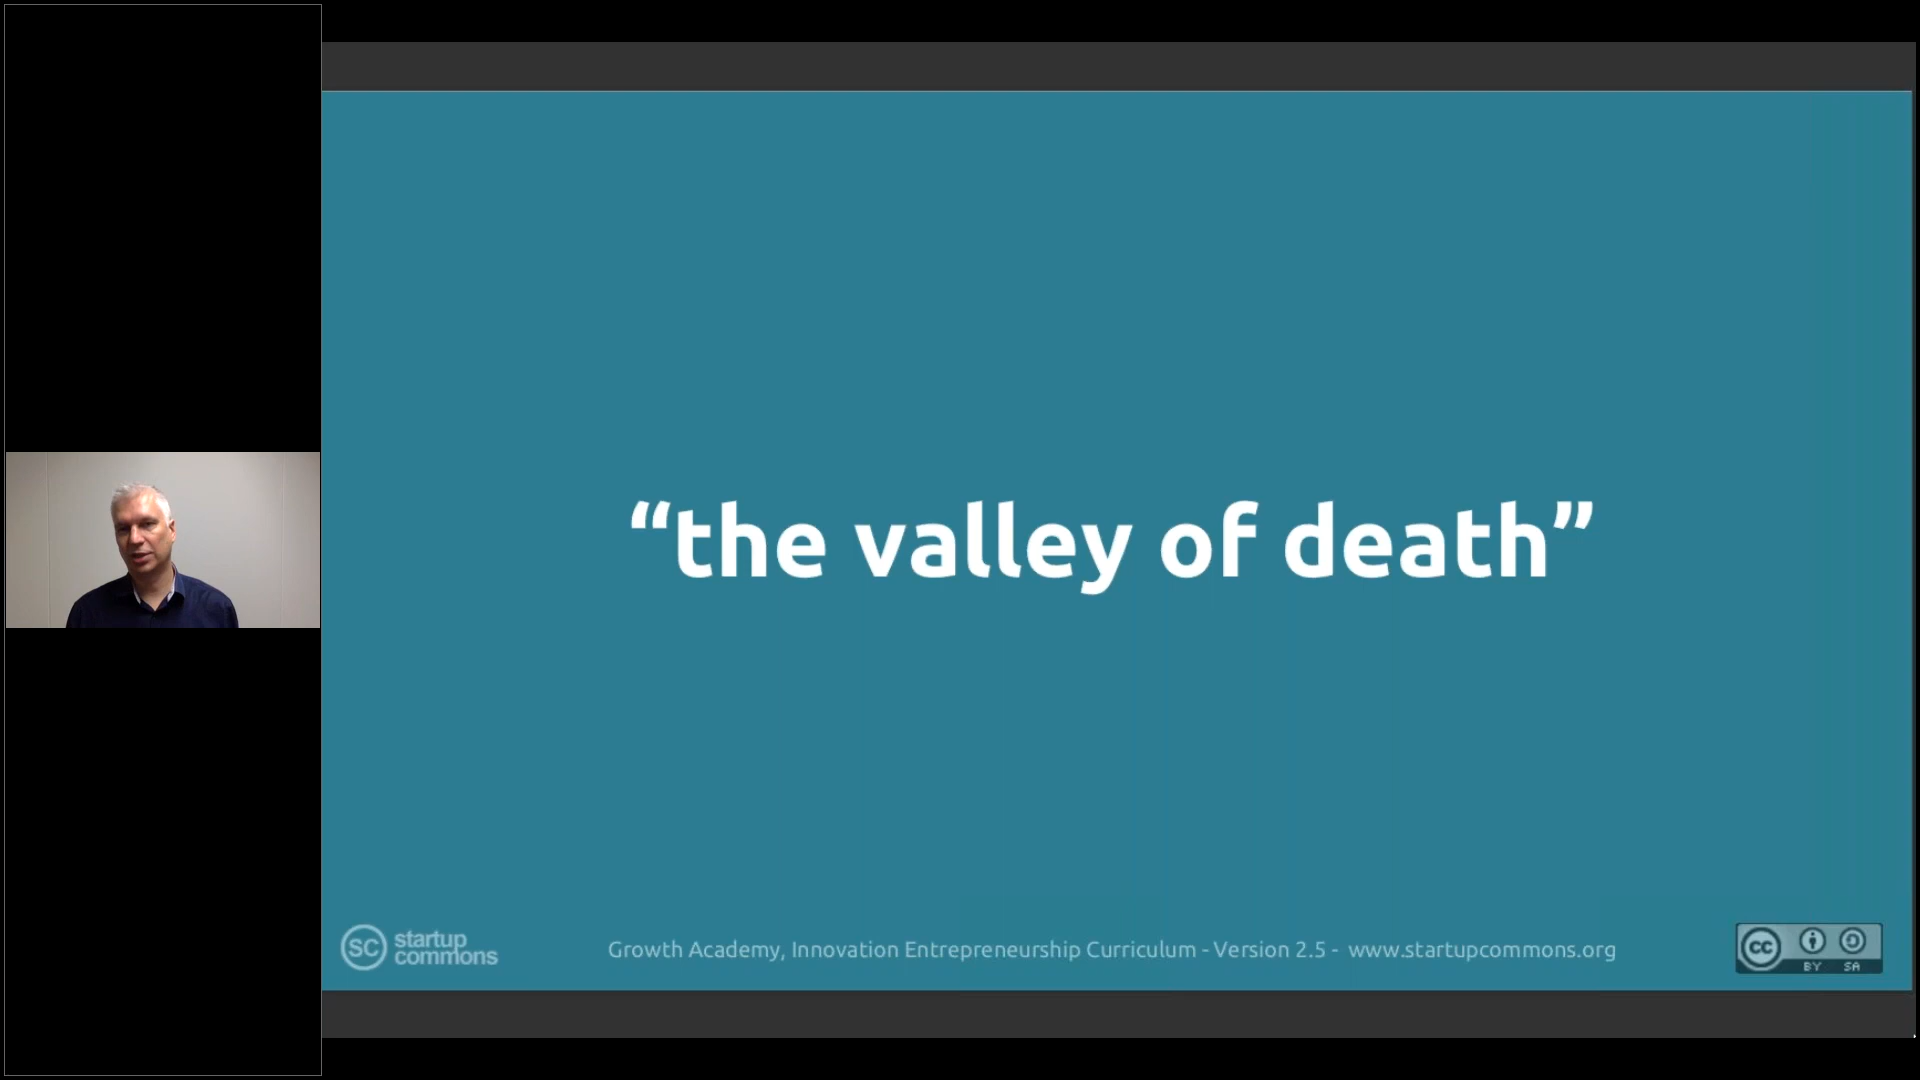 “the valley of death”
SC startup
commons
Growth Academy, Innovation Entrepreneurship Curriculum - Version 2.5 - www.startupcommons.org
cc
BY SA